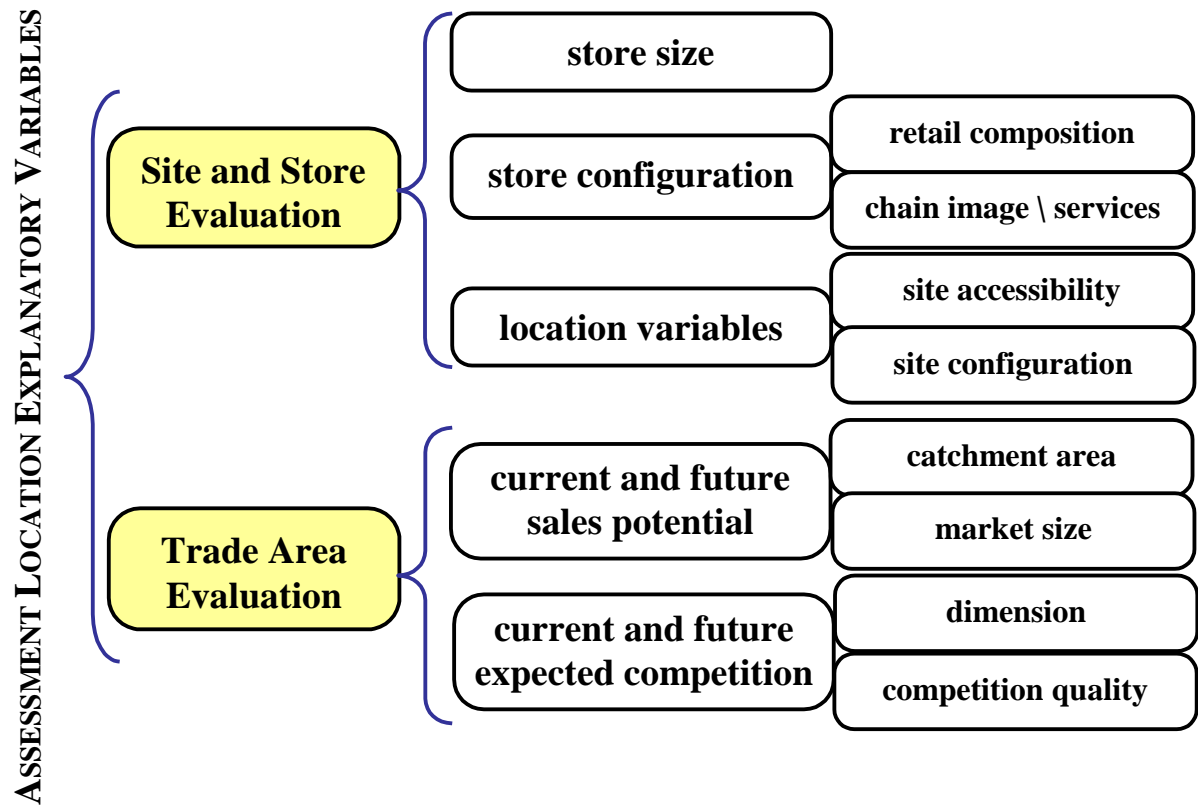 ASSESSMENT LOCATION EXPLANATORY VARIABLES
Site and Store
Evaluation
store size
store configuration
retail composition
chain image \ services
location variables
site accessibility
site configuration
Trade Area
Evaluation
current and future
sales potential
catchment area
market size
current and future
expected competition
dimension
competition quality